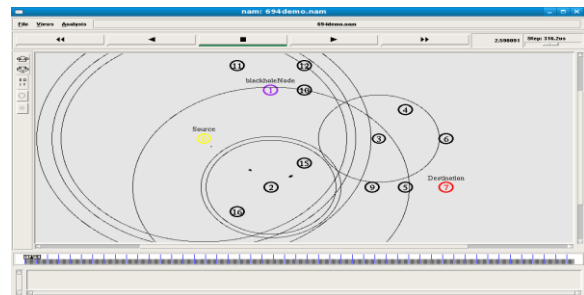 nam: 694demo.nam
File Views Analysis 694demo.nam
2.598091 Step: 316.2us
11 12
blackholeNode
1 10
4
Source
3 6
15
Destination
2 9 5 7
16